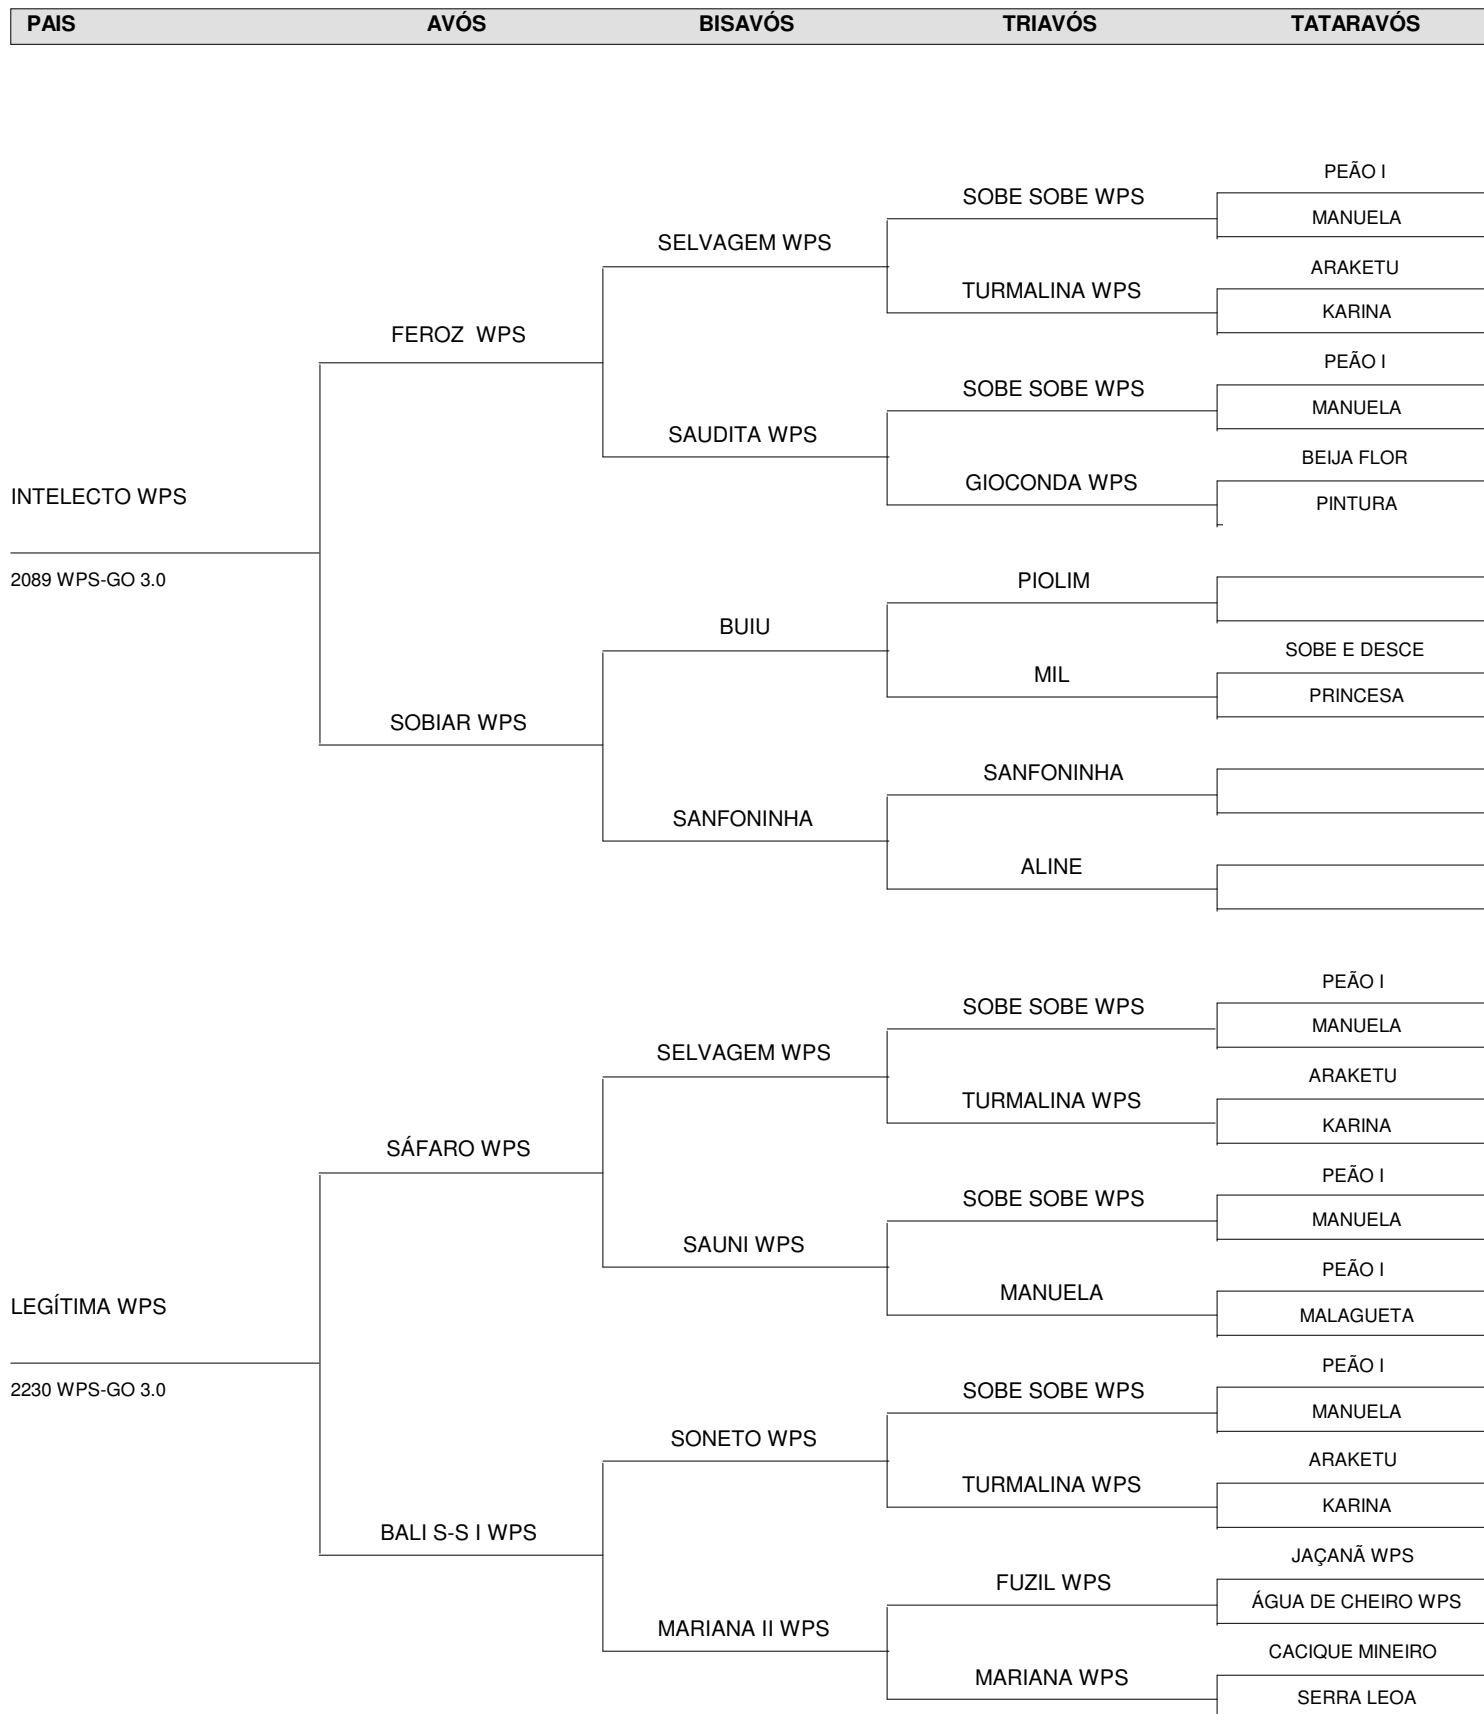 PAIS AVÓS BISAVÓS TRIAVÓS TATARAVÓS
PEÃO I
SOBE SOBE WPS
MANUELA
SELVAGEM WPS
ARAKETU
TURMALINA WPS
KARINA
FEROZ  WPS
PEÃO I
SOBE SOBE WPS
MANUELA
SAUDITA WPS
BEIJA FLOR
GIOCONDA WPS
INTELECTO WPS
PINTURA
2089 WPS-GO 3.0
PIOLIM
BUIU
SOBE E DESCE
MIL
PRINCESA
SOBIAR WPS
SANFONINHA
SANFONINHA
ALINE
PEÃO I
SOBE SOBE WPS
MANUELA
SELVAGEM WPS
ARAKETU
TURMALINA WPS
KARINA
SÁFARO WPS
PEÃO I
SOBE SOBE WPS
MANUELA
SAUNI WPS
PEÃO I
MANUELA
LEGÍTIMA WPS
MALAGUETA
PEÃO I
2230 WPS-GO 3.0
SOBE SOBE WPS
MANUELA
SONETO WPS
ARAKETU
TURMALINA WPS
KARINA
BALI S-S I WPS
JAÇANÃ WPS
FUZIL WPS
ÁGUA DE CHEIRO WPS
MARIANA II WPS
CACIQUE MINEIRO
MARIANA WPS
SERRA LEOA